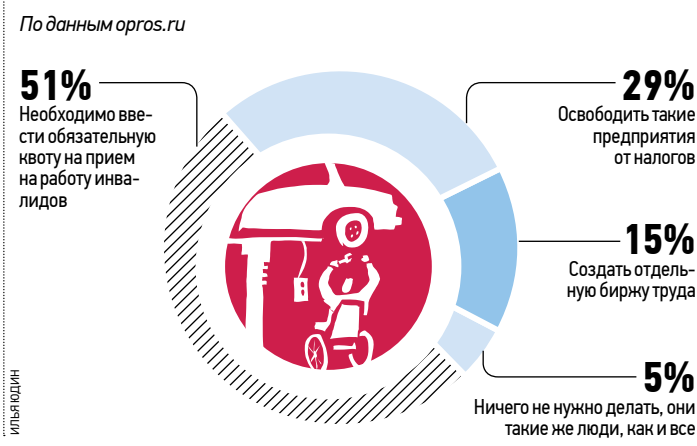 По данным opros.ru
51%
Необходимо вве-
сти обязательную
квоту на прием
на работу инва-
лидов
29%
Освободить такие
предприятия
от налогов
15%
Создать отдель-
ную биржу труда
5%
Ничего не нужно делать, они
такие же люди, как и все
ИЛЬЯ ЮДИН